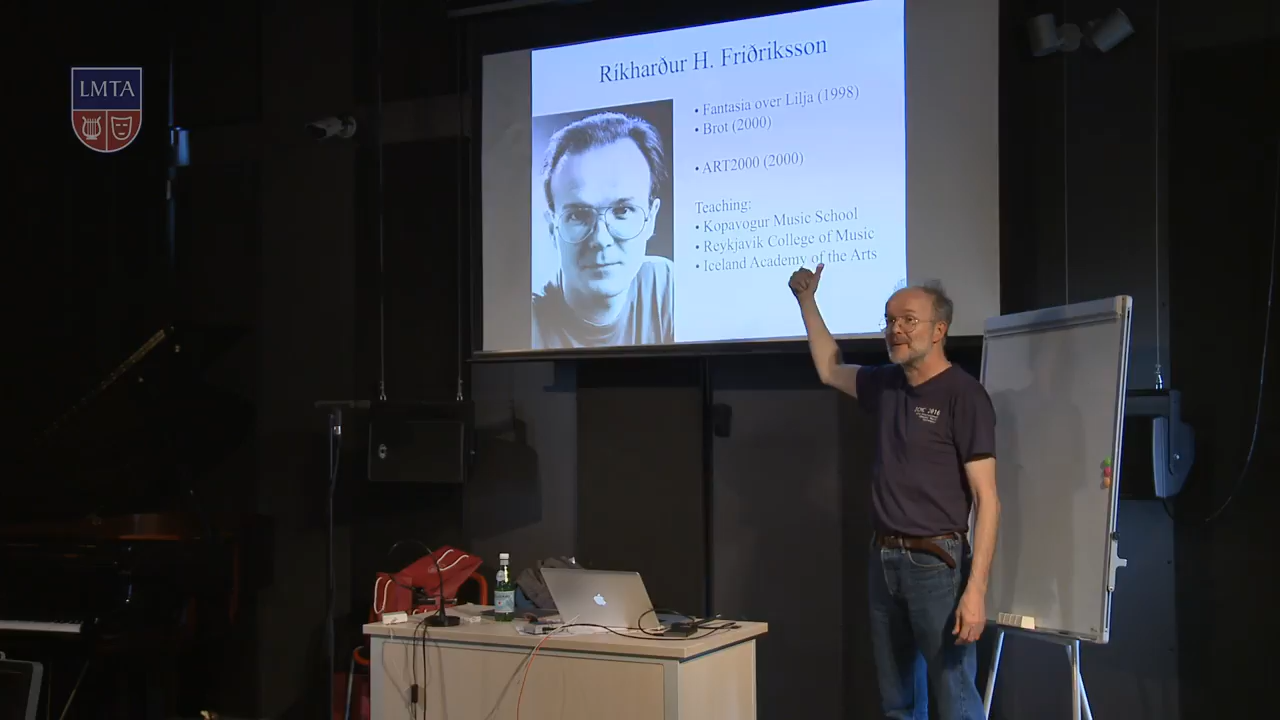 LMTA
Ríkharður H. Friðriksson
• Fantasia over Lilja (1998)
• Brot (2000)
• ART2000 (2000)
Teaching:
• Kopavogur Music School
• Reykjavik College of Music
• Iceland Academy of the Arts